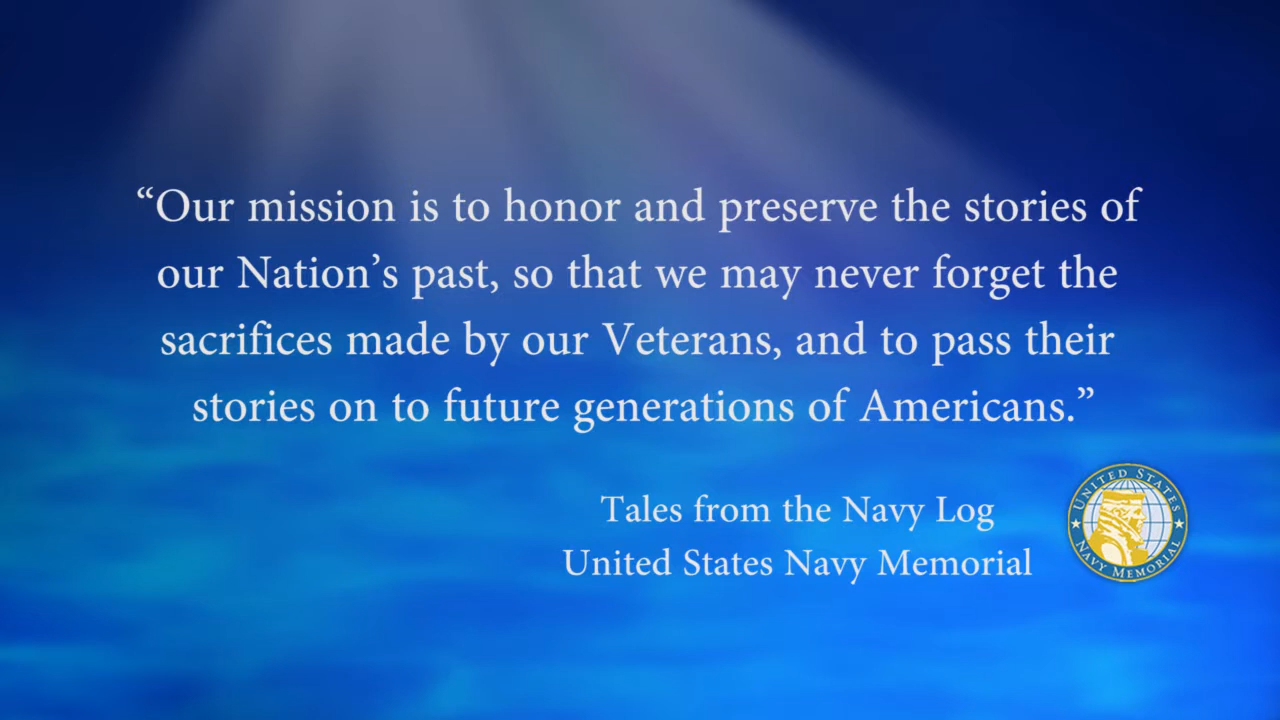 “Our mission is to honor and preserve the stories of
our Nation’s past, so that we may never forget the
sacrifices made by our Veterans, and to pass their
stories on to future generations of Americans.”
Tales from the Navy Log
United States Navy Memorial
UNITED STATES
NAVY MEMORIAL